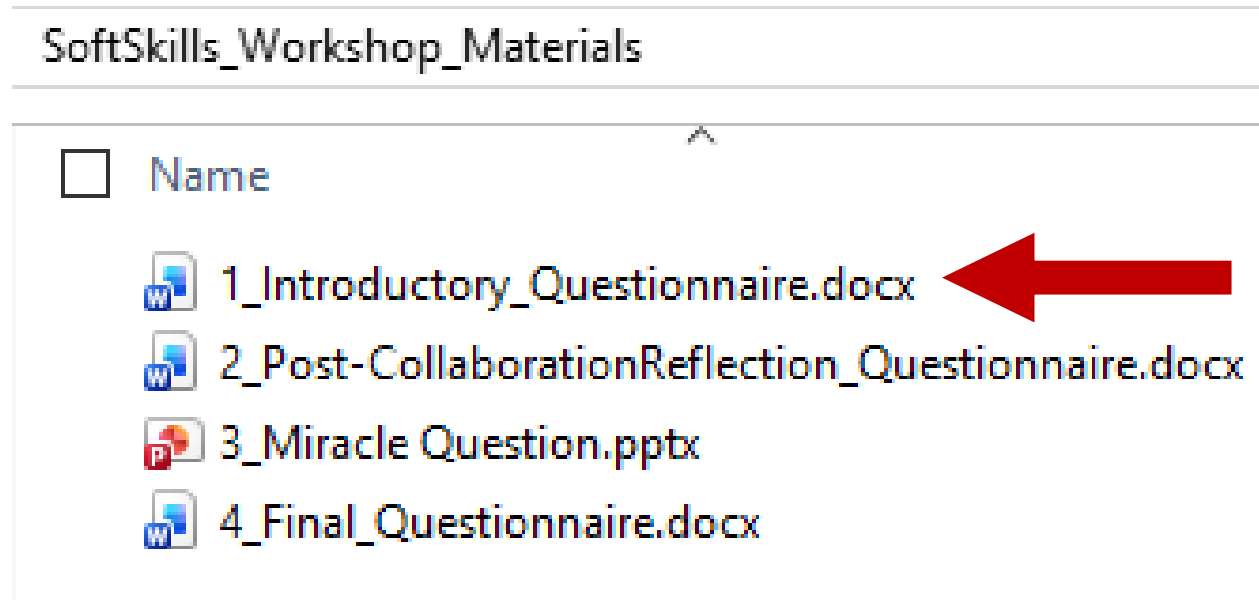 SoftSkills_Workshop_Materials
Name
1_Introductory_Questionnaire.docx
2_Post-CollaborationReflection_Questionnaire.docx
3_Miracle Question.pptx
4_Final_Questionnaire.docx